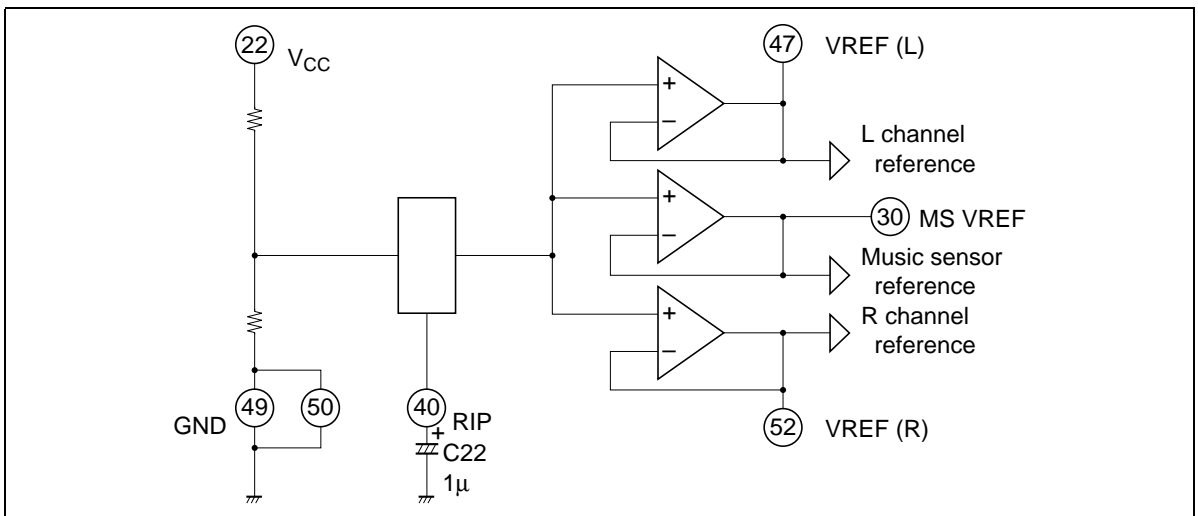 22 V_CC
47 VREF (L)
+
−
L channel
reference
+
−
30 MS VREF
Music sensor
reference
+
−
R channel
reference
GND 49 50
40 RIP
+
C22
1μ
52 VREF (R)